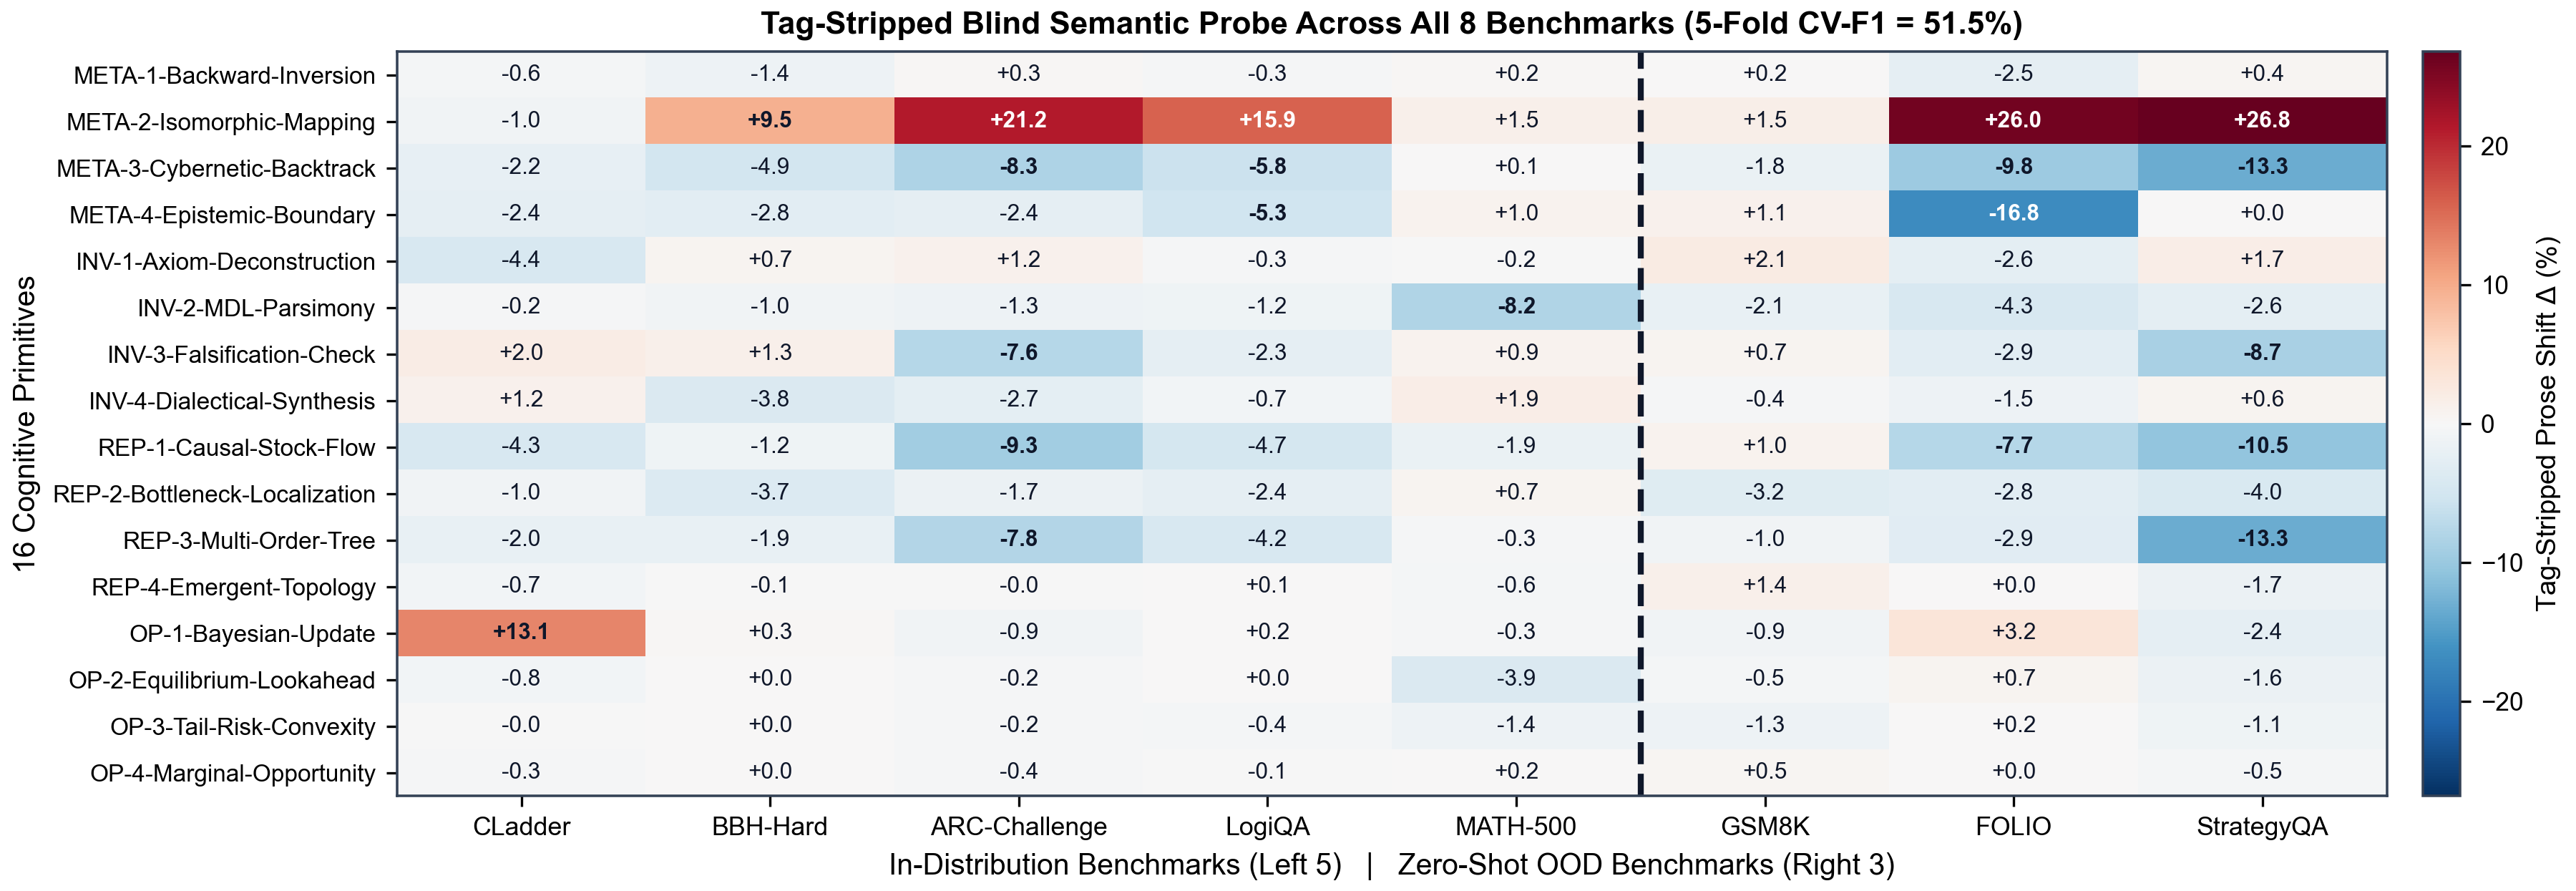 Tag-Stripped Blind Semantic Probe Across All 8 Benchmarks (5-Fold CV-F1 = 51.5%)
16 Cognitive Primitives
META-1-Backward-Inversion -0.6 -1.4 +0.3 -0.3 +0.2 +0.2 -2.5 +0.4
META-2-Isomorphic-Mapping -1.0 +9.5 +21.2 +15.9 +1.5 +1.5 +26.0 +26.8
META-3-Cybernetic-Backtrack -2.2 -4.9 -8.3 -5.8 +0.1 -1.8 -9.8 -13.3
META-4-Epistemic-Boundary -2.4 -2.8 -2.4 -5.3 +1.0 +1.1 -16.8 +0.0
INV-1-Axiom-Deconstruction -4.4 +0.7 +1.2 -0.3 -0.2 +2.1 -2.6 +1.7
INV-2-MDL-Parsimony -0.2 -1.0 -1.3 -1.2 -8.2 -2.1 -4.3 -2.6
INV-3-Falsification-Check +2.0 +1.3 -7.6 -2.3 +0.9 +0.7 -2.9 -8.7
INV-4-Dialectical-Synthesis +1.2 -3.8 -2.7 -0.7 +1.9 -0.4 -1.5 +0.6
REP-1-Causal-Stock-Flow -4.3 -1.2 -9.3 -4.7 -1.9 +1.0 -7.7 -10.5
REP-2-Bottleneck-Localization -1.0 -3.7 -1.7 -2.4 +0.7 -3.2 -2.8 -4.0
REP-3-Multi-Order-Tree -2.0 -1.9 -7.8 -4.2 -0.3 -1.0 -2.9 -13.3
REP-4-Emergent-Topology -0.7 -0.1 -0.0 +0.1 -0.6 +1.4 +0.0 -1.7
OP-1-Bayesian-Update +13.1 +0.3 -0.9 +0.2 -0.3 -0.9 +3.2 -2.4
OP-2-Equilibrium-Lookahead -0.8 +0.0 -0.2 +0.0 -3.9 -0.5 +0.7 -1.6
OP-3-Tail-Risk-Convexity -0.0 +0.0 -0.2 -0.4 -1.4 -1.3 +0.2 -1.1
OP-4-Marginal-Opportunity -0.3 +0.0 -0.4 -0.1 +0.2 +0.5 +0.0 -0.5
CLadder BBH-Hard ARC-Challenge LogiQA MATH-500 GSM8K FOLIO StrategyQA
In-Distribution Benchmarks (Left 5) | Zero-Shot OOD Benchmarks (Right 3)
20
10
0
−10
−20
Tag-Stripped Prose Shift Δ (%)